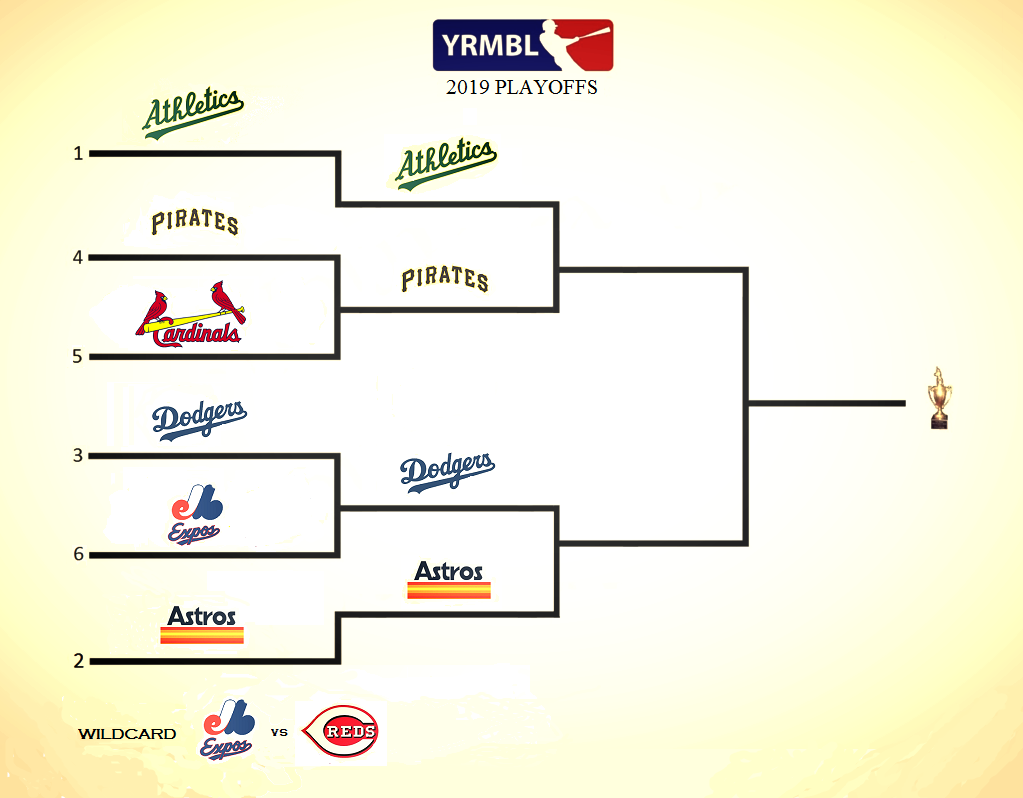 YRMBL
2019 PLAYOFFS
Athletics
1
Athletics
PIRATES
4
PIRATES
Cardinals
5
Dodgers
3
Dodgers
Expos
6
Astros
Astros
2
WILDCARD Expos vs REDS